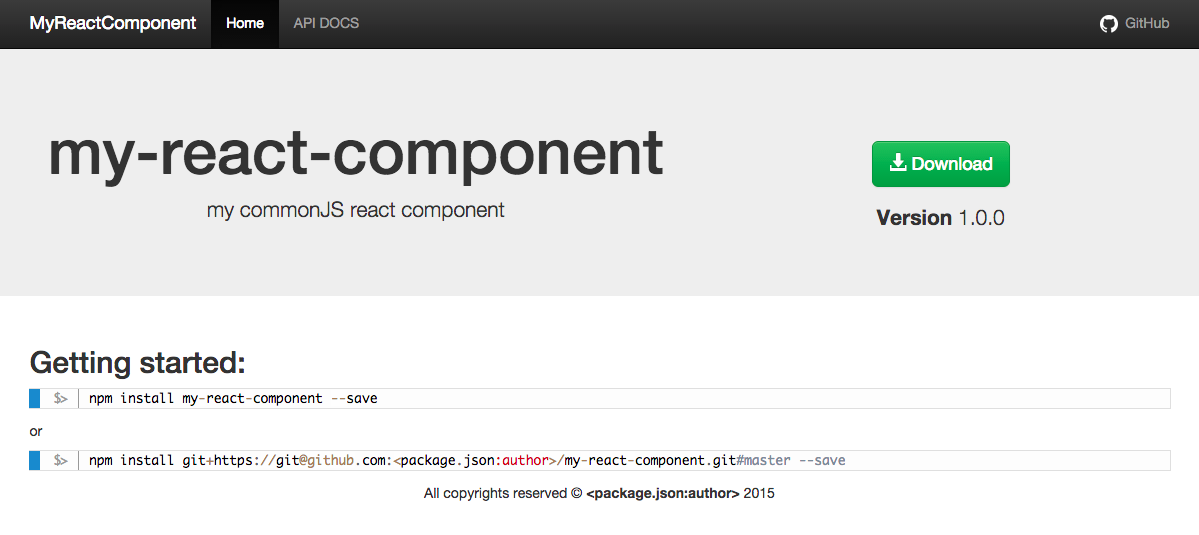 MyReactComponent Home API DOCS GitHub
my-react-component
my commonJS react component
Download
Version 1.0.0
Getting started:
$> npm install my-react-component --save
or
$> npm install git+https://git@github.com:<package.json:author>/my-react-component.git#master --save
All copyrights reserved © <package.json:author> 2015